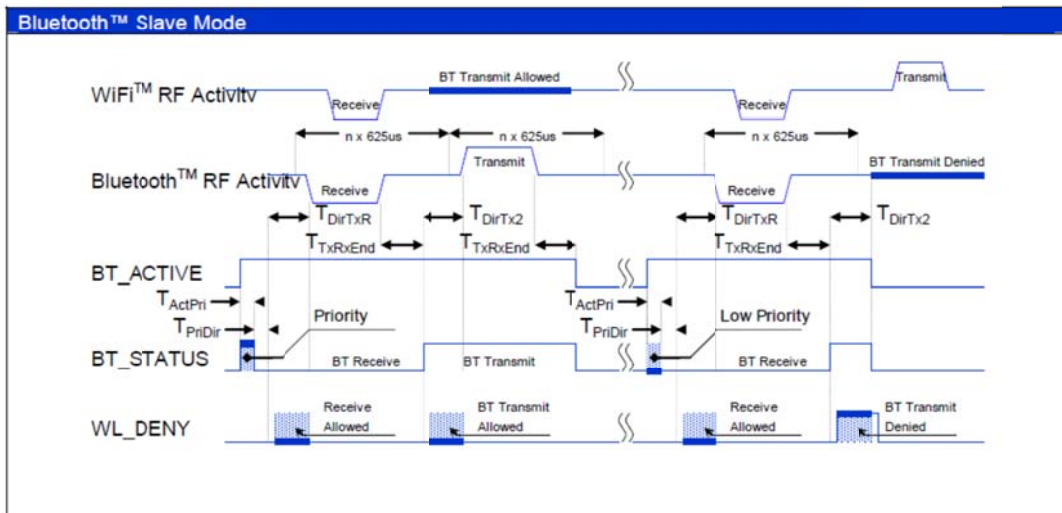 Bluetooth™ Slave Mode
WiFi™ RF Activity
Receive
BT Transmit Allowed
Receive
Transmit
n x 625us
n x 625us
n x 625us
Bluetooth™ RF Activity
Receive
Transmit
Receive
BT Transmit Denied
TDirTxR
TDirTx2
TDirTxR
TDirTx2
TTxRxEnd
TTxRxEnd
TTxRxEnd
BT_ACTIVE
TActPri
TActPri
TPriDir
Priority
TPriDir
Low Priority
BT_STATUS
BT Receive
BT Transmit
BT Receive
WL_DENY
Receive
Allowed
BT Transmit
Allowed
Receive
Allowed
BT Transmit
Denied